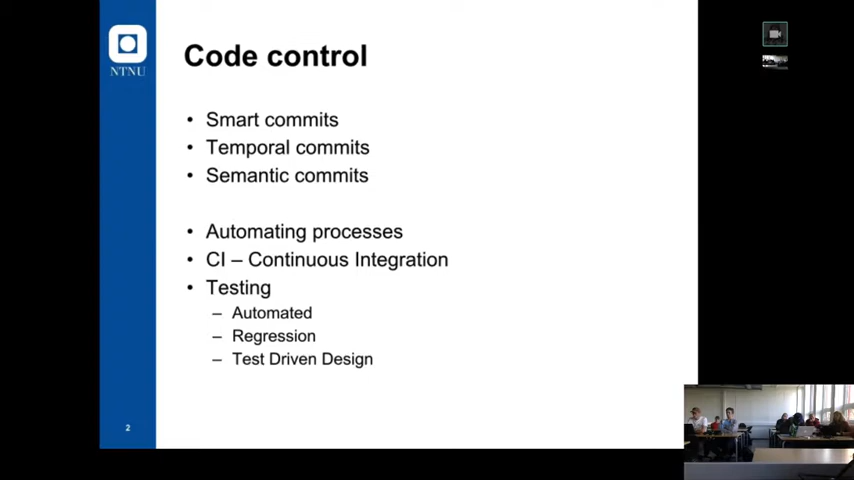 NTNU
Code control
• Smart commits
• Temporal commits
• Semantic commits
• Automating processes
• CI – Continuous Integration
• Testing
– Automated
– Regression
– Test Driven Design
2